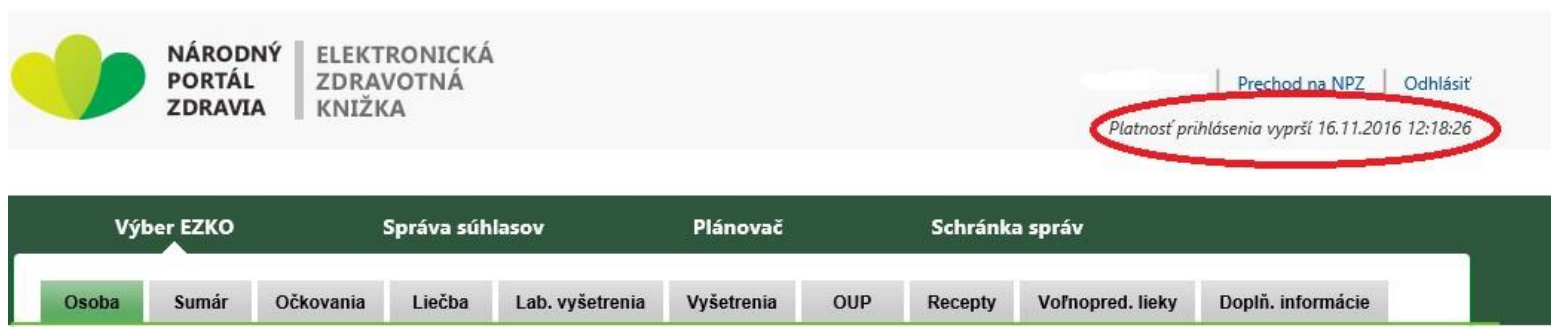 NÁRODNÝ PORTÁL ZDRAVIA
ELEKTRONICKÁ ZDRAVOTNÁ KNIŽKA
Prechod na NPZ Odhlásiť
Platnosť prihlásenia vyprší 16.11.2016 12:18:26
Výber EZKO Správa súhlasov Plánovač Schránka správ
Osoba Sumár Očkovania Liečba Lab. vyšetrenia Vyšetrenia OUP Recepty Voľnopred. lieky Doplň. informácie